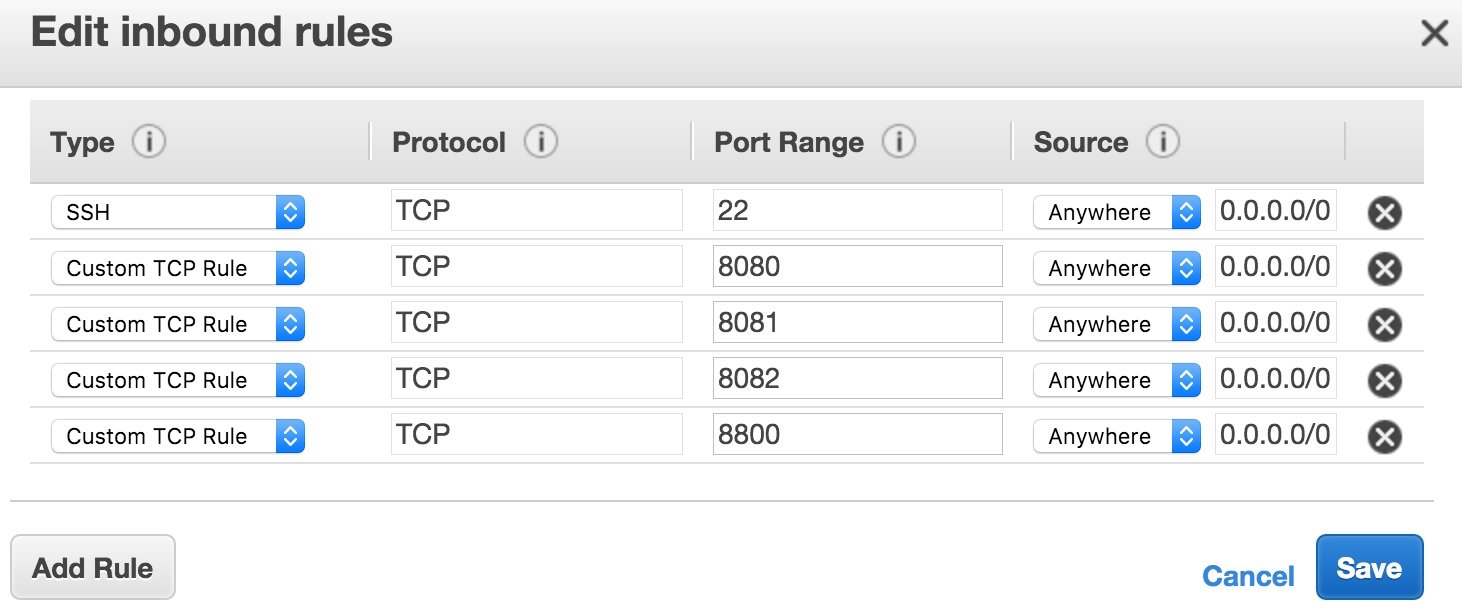 Edit inbound rules
Type Protocol Port Range Source
SSH TCP 22 Anywhere 0.0.0.0/0
Custom TCP Rule TCP 8080 Anywhere 0.0.0.0/0
Custom TCP Rule TCP 8081 Anywhere 0.0.0.0/0
Custom TCP Rule TCP 8082 Anywhere 0.0.0.0/0
Custom TCP Rule TCP 8800 Anywhere 0.0.0.0/0
Add Rule Cancel Save